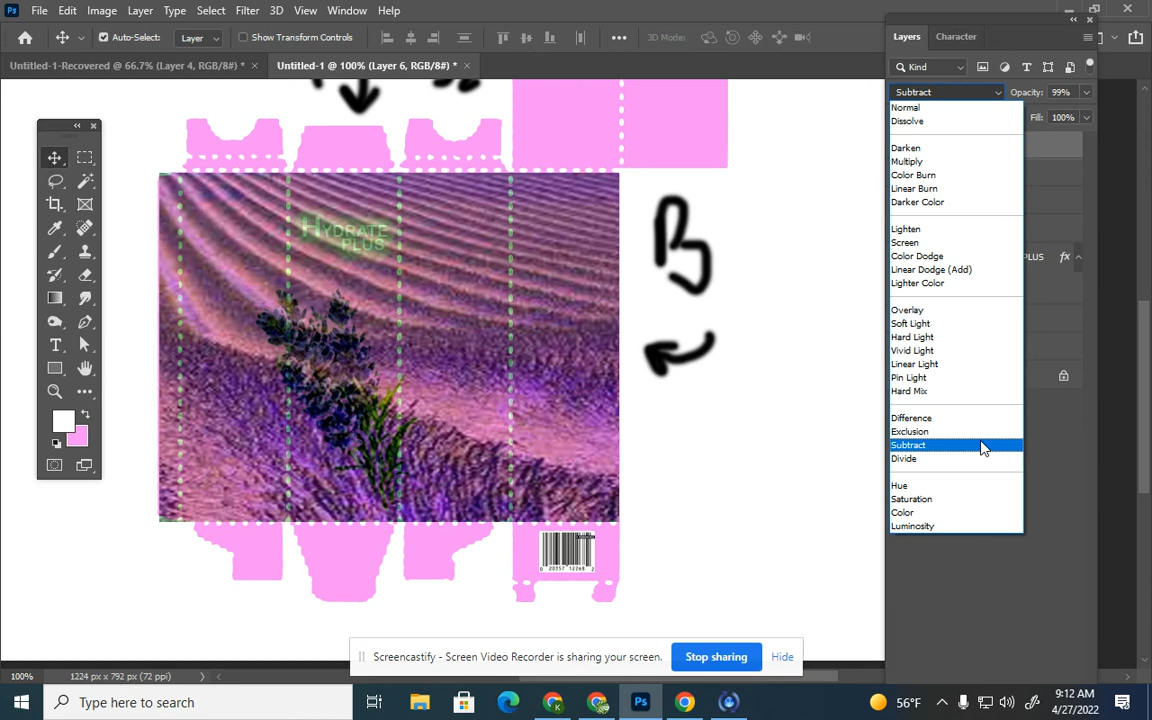 Ps File Edit Image Layer Type Select Filter 3D View Window Help
Auto-Select: Layer Show Transform Controls 3D Mode:
Untitled-1-Recovered @ 66.7% (Layer 4, RGB/8#) * × Untitled-1 @ 100% (Layer 6, RGB/8#) * ×
Layers Character
Kind
Subtract Opacity: 99%
Normal
Fill: 100%
Dissolve
Darken
Multiply
Color Burn
Linear Burn
Darker Color
Lighten
Screen
Color Dodge
Linear Dodge (Add)
Lighter Color
PLUS fx
Overlay
Soft Light
Hard Light
Vivid Light
Linear Light
Pin Light
Hard Mix
Difference
Exclusion
Subtract
Divide
Hue
Saturation
Color
Luminosity
HYDRATE
PLUS
B
0 20357 12268 2
Screencastify - Screen Video Recorder is sharing your screen. Stop sharing Hide
100% 1224 px x 792 px (72 ppi)
Type here to search
56°F
9:12 AM
4/27/2022